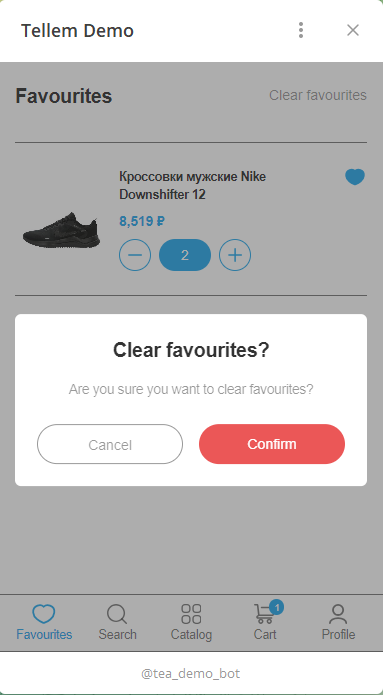 Tellem Demo
Favourites
Clear favourites
Кроссовки мужские Nike
Downshifter 12
8,519 ₽
2
Clear favourites?
Are you sure you want to clear favourites?
Cancel
Confirm
1
Favourites
Search
Catalog
Cart
Profile
@tea_demo_bot